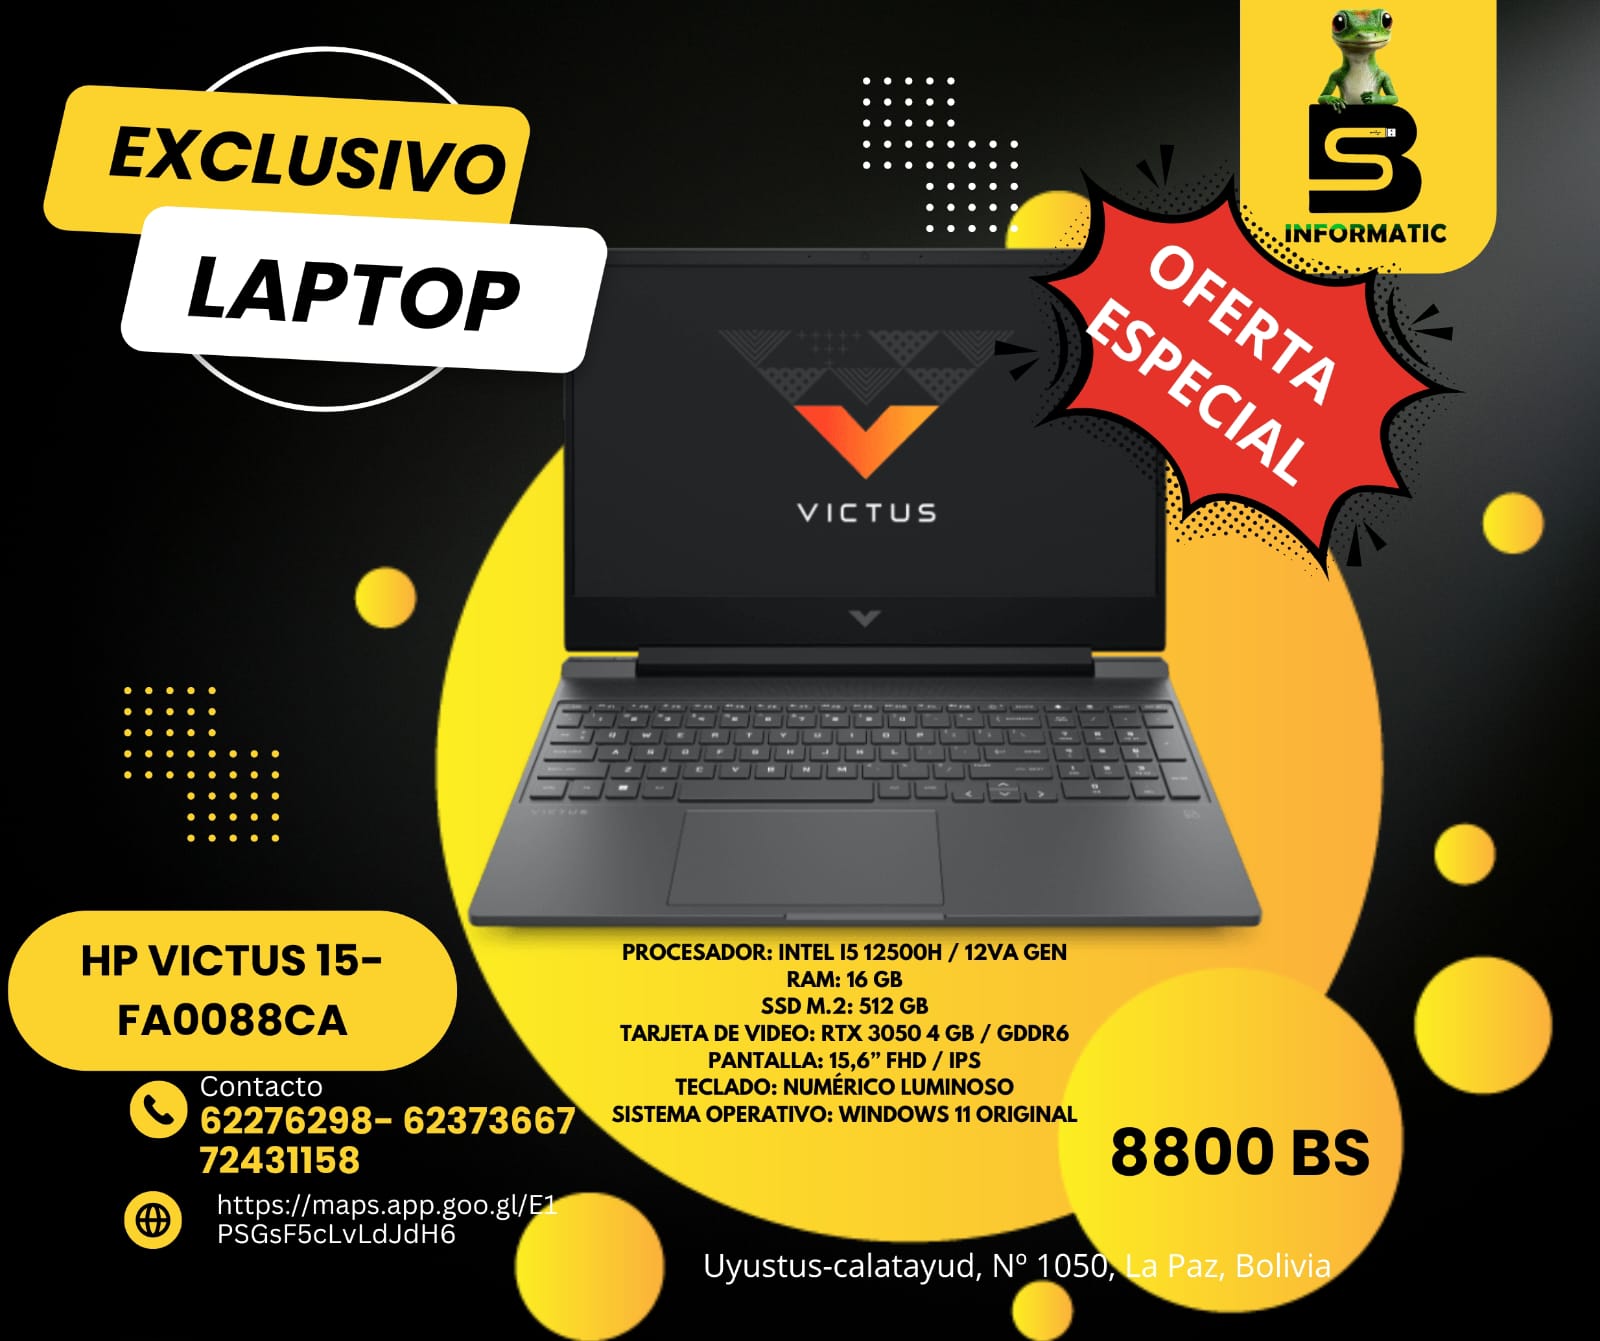 EXCLUSIVO
LAPTOP
BS
INFORMATIC
OFERTA
ESPECIAL
VICTUS
VICTUS
HP VICTUS 15-
FA0088CA
Contacto
62276298- 62373667
72431158
https://maps.app.goo.gl/E1
PSGsF5cLvLdJdH6
PROCESADOR: INTEL I5 12500H / 12VA GEN
RAM: 16 GB
SSD M.2: 512 GB
TARJETA DE VIDEO: RTX 3050 4 GB / GDDR6
PANTALLA: 15,6” FHD / IPS
TECLADO: NUMÉRICO LUMINOSO
SISTEMA OPERATIVO: WINDOWS 11 ORIGINAL
8800 BS
Uyustus-calatayud, Nº 1050, La Paz, Bolivia